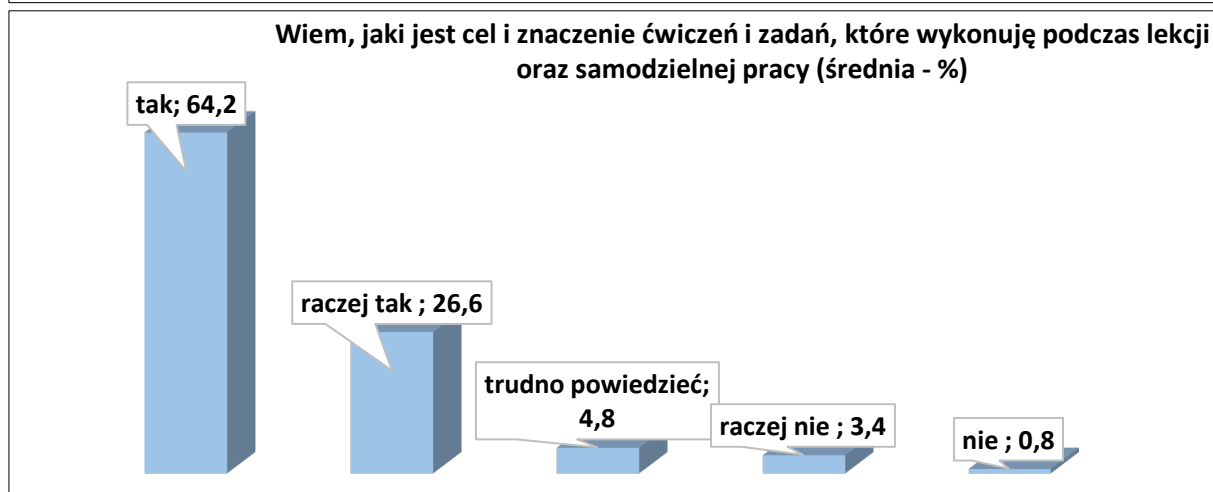 Wiem, jaki jest cel i znaczenie ćwiczeń i zadań, które wykonuję podczas lekcji
oraz samodzielnej pracy (średnia - %)
tak; 64,2
raczej tak ; 26,6
trudno powiedzieć;
4,8
raczej nie ; 3,4
nie ; 0,8